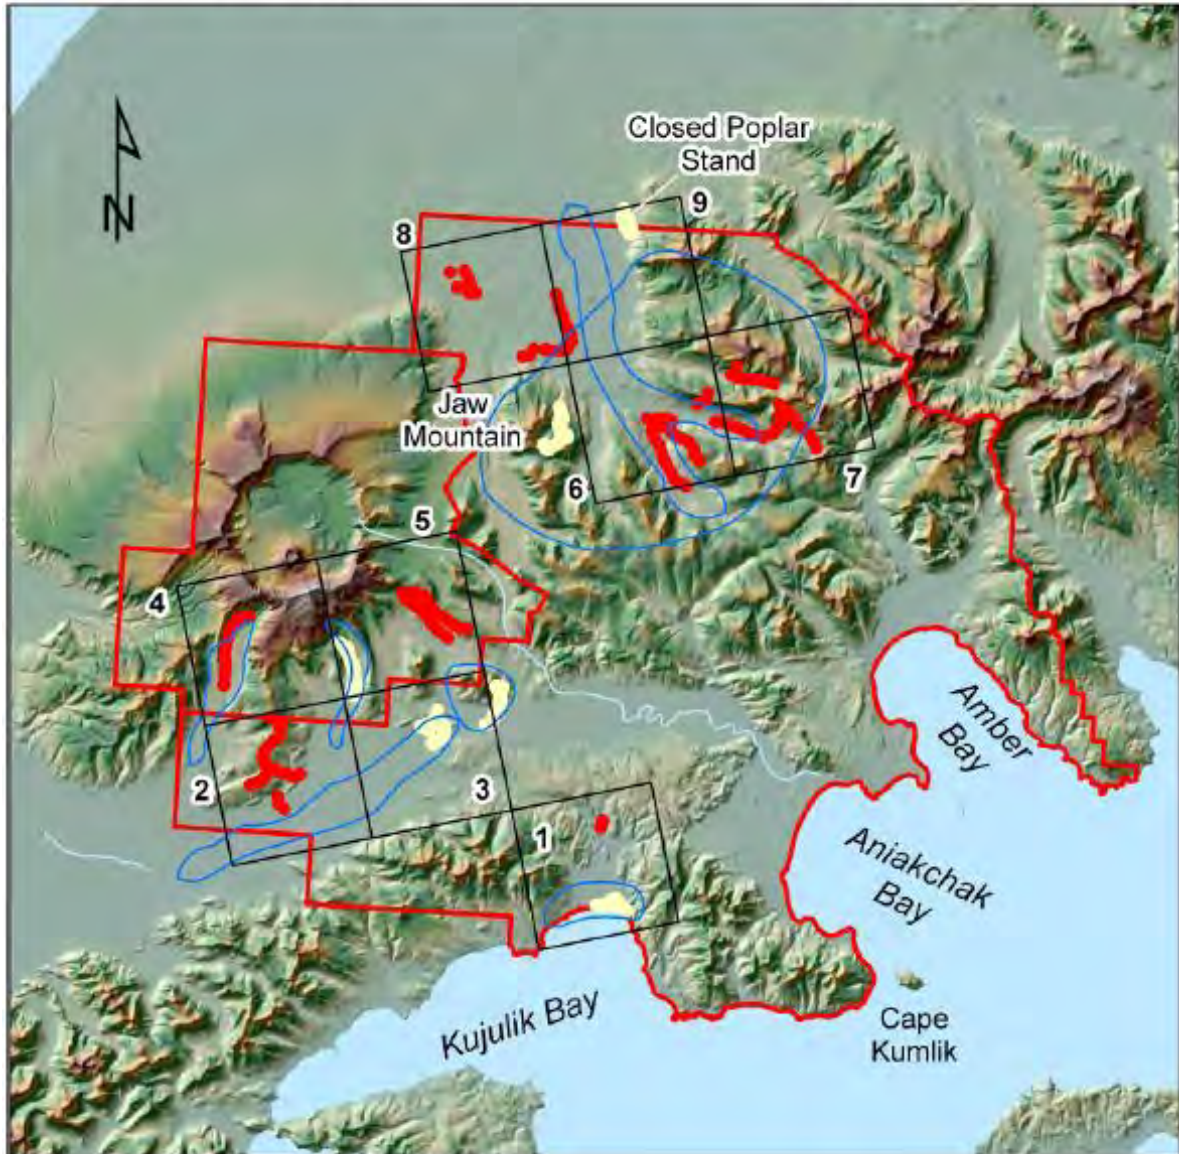 N
Closed Poplar
Stand
9
8
Jaw
Mountain
6
7
5
4
2
3
1
Amber
Bay
Aniakchak
Bay
Kujulik Bay
Cape
Kumlik